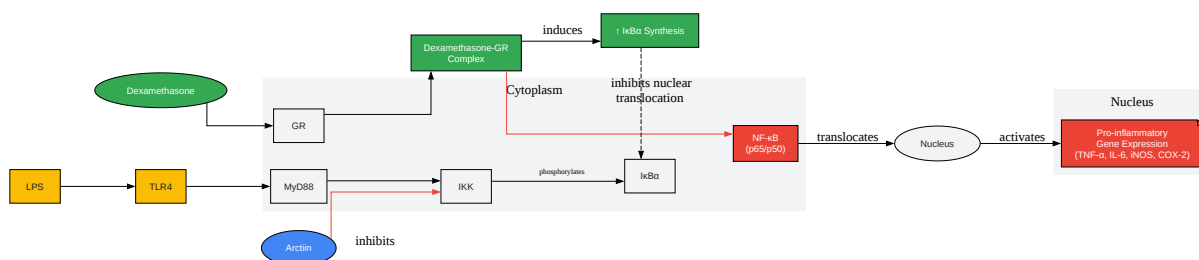 induces
Dexamethasone-GR
Complex
↑ IκBα Synthesis
Dexamethasone
Cytoplasm
inhibits nuclear
translocation
Nucleus
GR
NF-κB
(p65/p50)
translocates
Nucleus
activates
Pro-inflammatory
Gene Expression
(TNF-α, IL-6, iNOS, COX-2)
LPS
TLR4
MyD88
IKK
phosphorylates
IκBα
Arctiin
inhibits